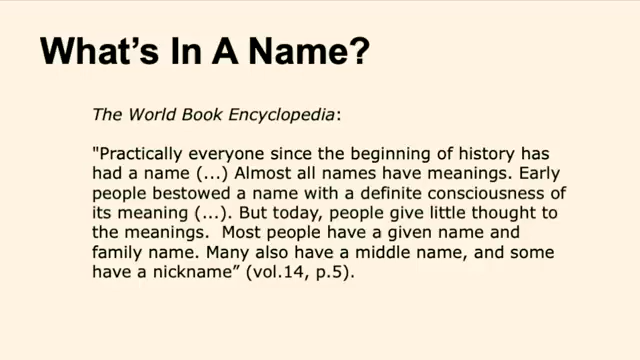 What’s In A Name?
The World Book Encyclopedia:
"Practically everyone since the beginning of history has
had a name (...) Almost all names have meanings. Early
people bestowed a name with a definite consciousness of
its meaning (...). But today, people give little thought to
the meanings.  Most people have a given name and
family name. Many also have a middle name, and some
have a nickname” (vol.14, p.5).